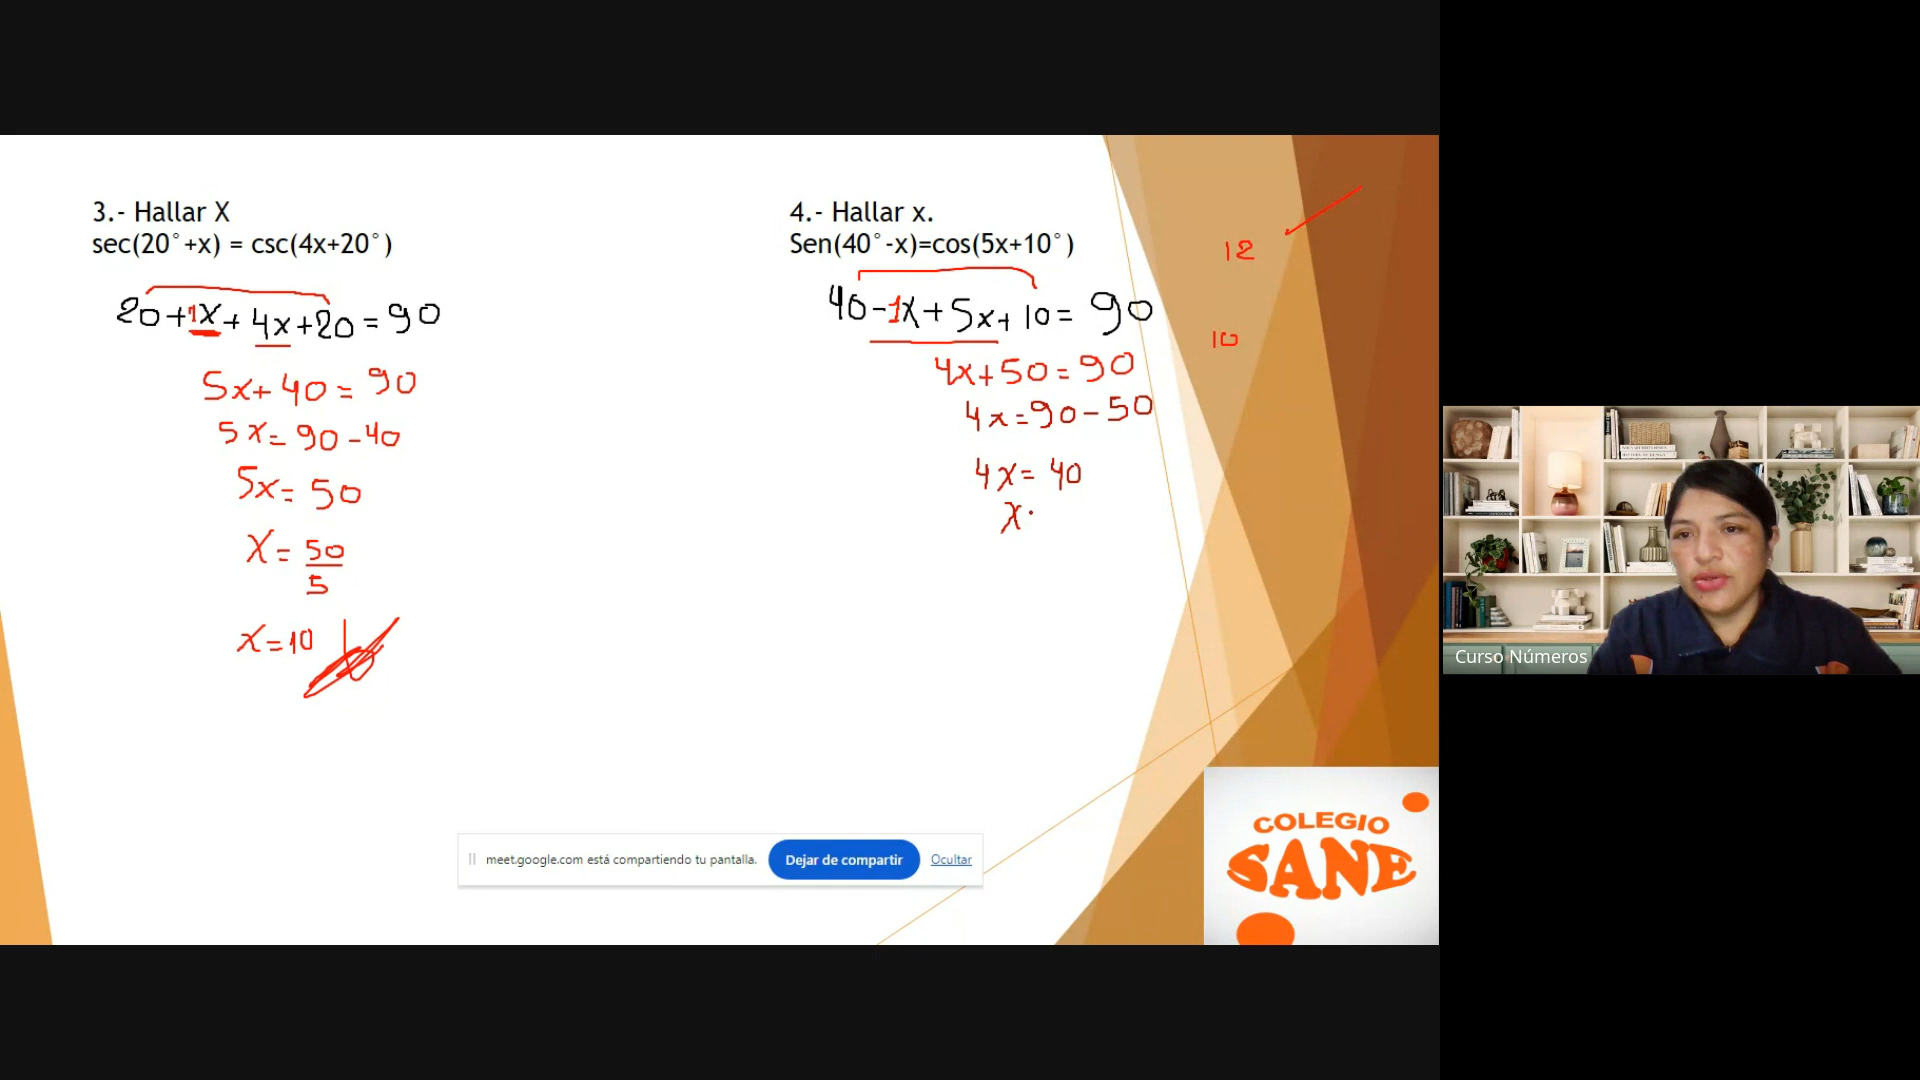 3.- Hallar X
sec(20°+x) = csc(4x+20°)
20+1x+4x+20=90
5x+40=90
5x=90-40
5x=50
x=50/5
x=10
4.- Hallar x.
Sen(40°-x)=cos(5x+10°)
40-1x+5x+10=90
4x+50=90
4x=90-50
4x=40
x
12
10
COLEGIO
SANE
meet.google.com está compartiendo tu pantalla.
Dejar de compartir
Ocultar
Curso Números